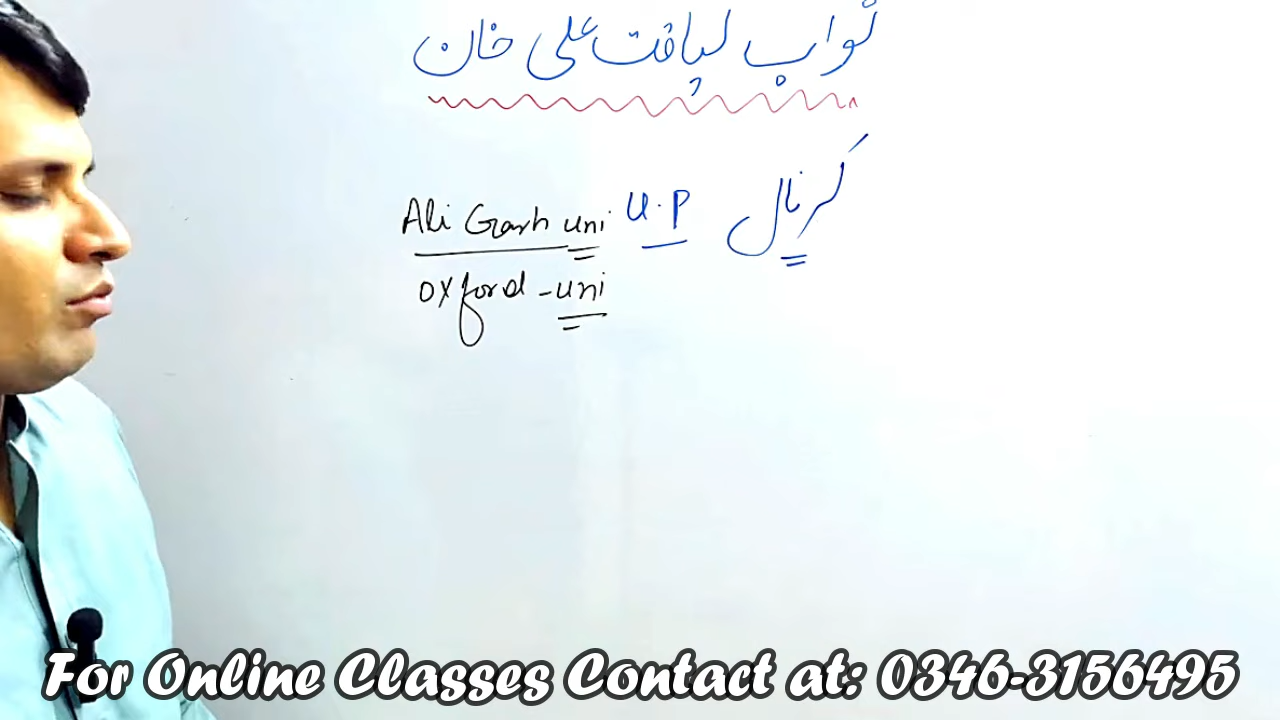 نواب لیاقت علی خان
کرنال U.P Ali Garh uni
oxford-uni
For Online Classes Contact at: 0346-3156495